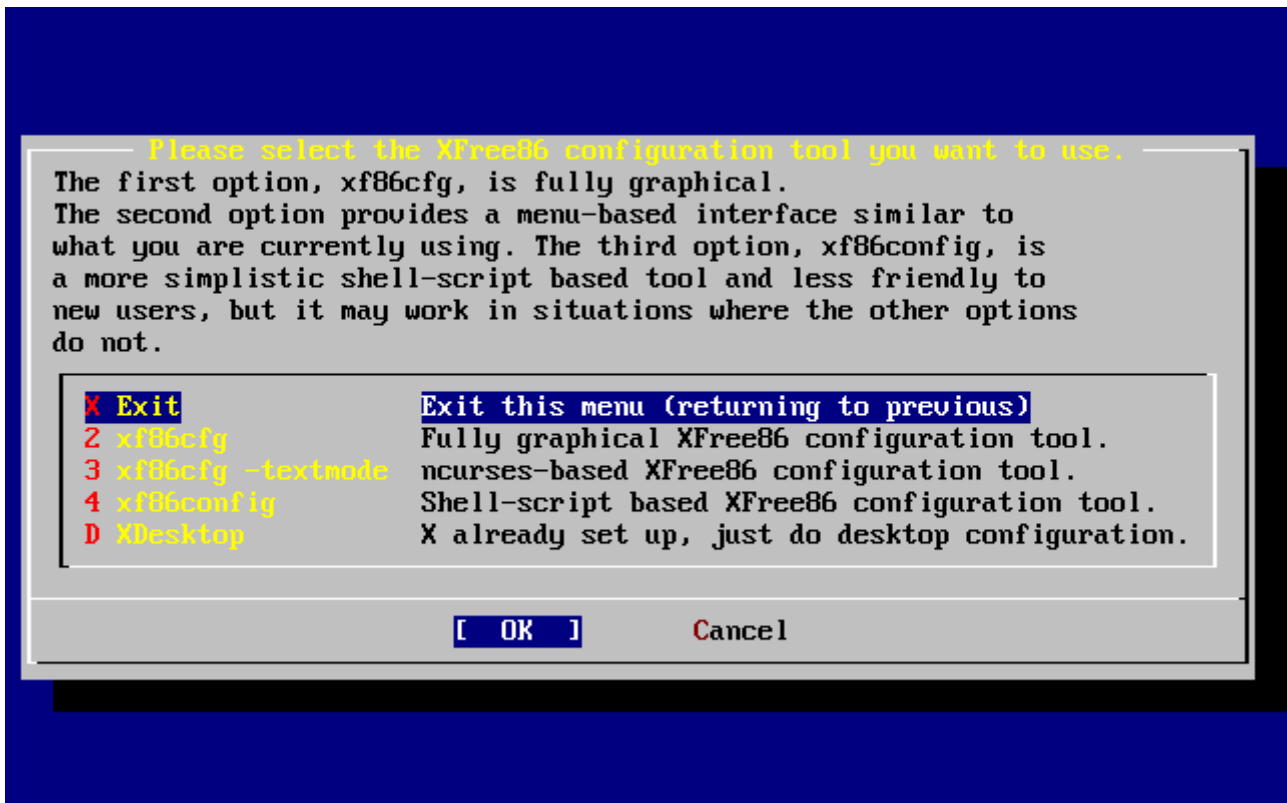 Please select the XFree86 configuration tool you want to use.
The first option, xf86cfg, is fully graphical.
The second option provides a menu-based interface similar to
what you are currently using. The third option, xf86config, is
a more simplistic shell-script based tool and less friendly to
new users, but it may work in situations where the other options
do not.
X Exit Exit this menu (returning to previous)
2 xf86cfg Fully graphical XFree86 configuration tool.
3 xf86cfg -textmode ncurses-based XFree86 configuration tool.
4 xf86config Shell-script based XFree86 configuration tool.
D XDesktop X already set up, just do desktop configuration.
[ OK ] Cancel